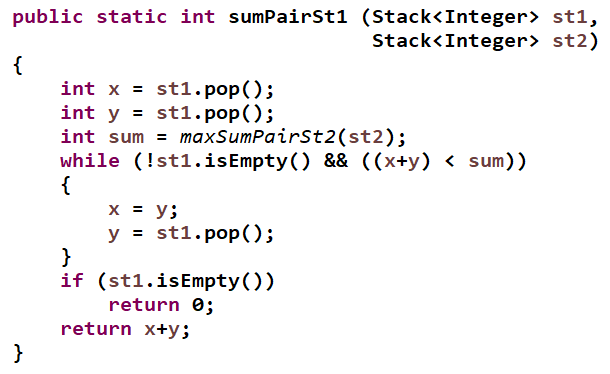 public static int sumPairSt1 (Stack<Integer> st1,
                              Stack<Integer> st2)
{
    int x = st1.pop();
    int y = st1.pop();
    int sum = maxSumPairSt2(st2);
    while (!st1.isEmpty() && ((x+y) < sum))
    {
        x = y;
        y = st1.pop();
    }
    if (st1.isEmpty())
        return 0;
    return x+y;
}